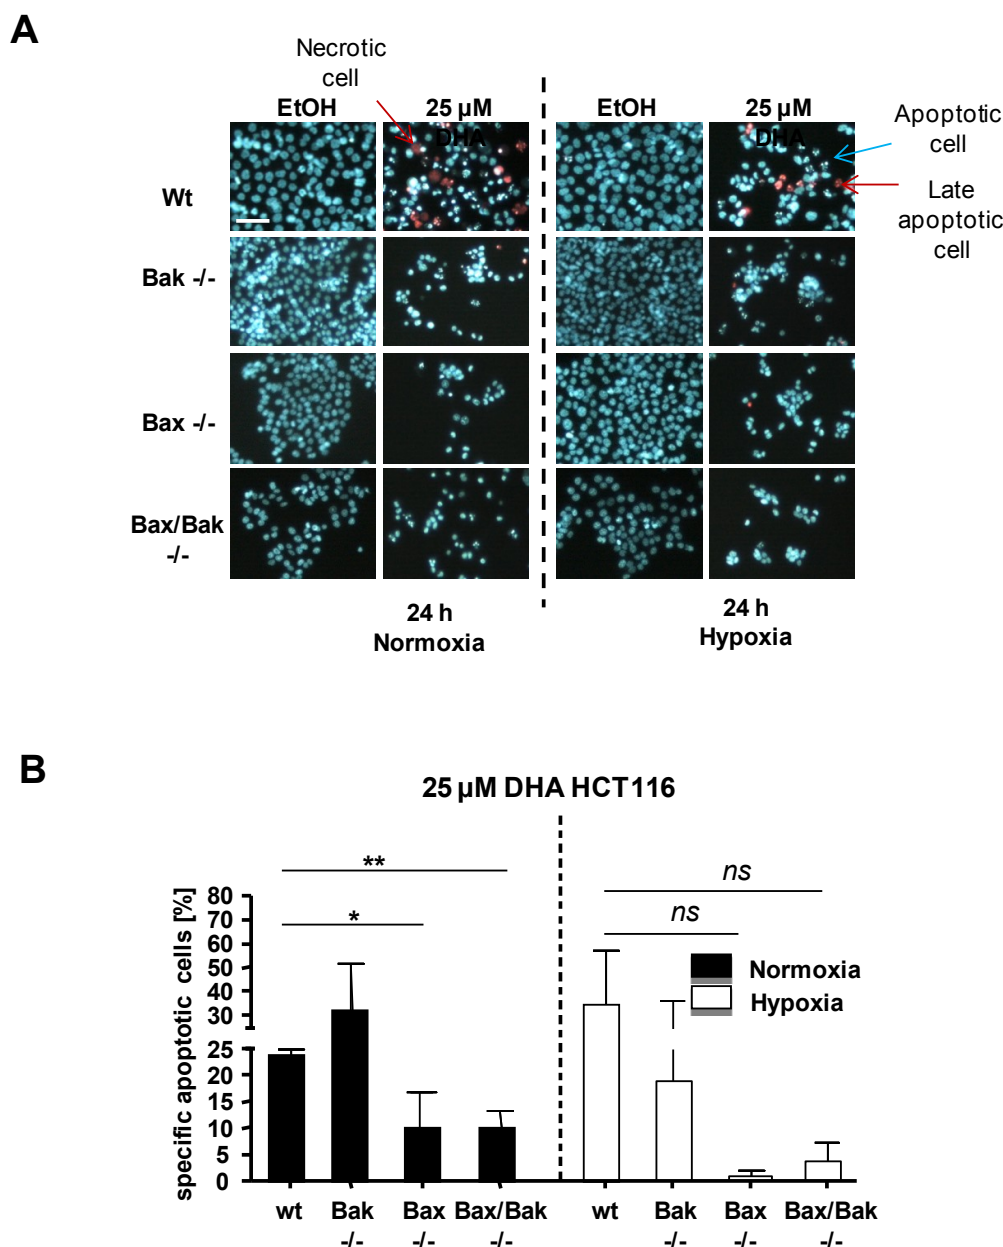 A
Necrotic
cell
EtOH
25 µM
DHA
EtOH
25 µM
DHA
Apoptotic
cell
Late
apoptotic
cell
Wt
Bak -/-
Bax -/-
Bax/Bak
-/-
24 h
Normoxia
24 h
Hypoxia
B
25 µM DHA HCT116
**
*
ns
ns
specific apoptotic cells [%]
80
70
60
50
40
30
25
20
15
10
5
0
Normoxia
Hypoxia
wt Bak Bax Bax/Bak wt Bak Bax Bax/Bak
-/- -/- -/- -/- -/- -/-